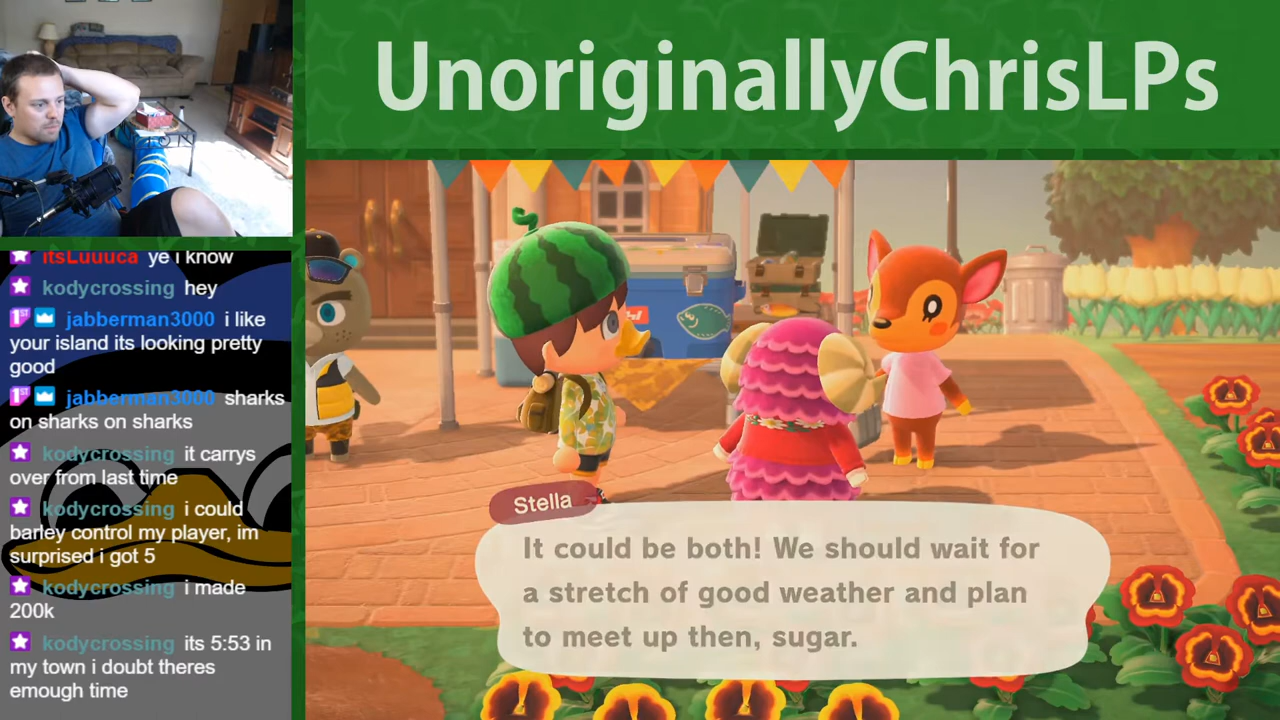 UnoriginallyChrisLPs
itsLuuuca ye i know
kodycrossing hey
1ST jabberman3000 i like
your island its looking pretty
good
1ST jabberman3000 sharks
on sharks on sharks
kodycrossing it carrys
over from last time
kodycrossing i could
barley control my player, im
surprised i got 5
kodycrossing i made
200k
kodycrossing its 5:53 in
my town i doubt theres
emough time
Stella
It could be both! We should wait for
a stretch of good weather and plan
to meet up then, sugar.